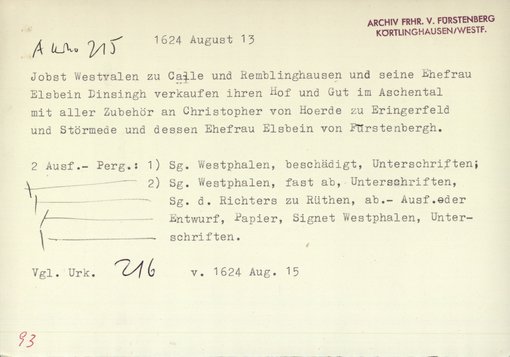 ARCHIV FRHR. V. FÜRSTENBERG
KÖRTLINGHAUSEN/WESTF.
A Urk. 215 1624 August 13
Jobst Westvalen zu Calle und Remblinghausen und seine Ehefrau
Elsbein Dinsingh verkaufen ihren Hof und Gut im Aschental
mit aller Zubehör an Christopher von Hoerde zu Eringerfeld
und Störmede und dessen Ehefrau Elsbein von Fürstenbergh.
2 Ausf.- Perg.: 1) Sg. Westphalen, beschädigt, Unterschriften;
2) Sg. Westphalen, fast ab, Unterschriften,
Sg. d. Richters zu Rüthen, ab.- Ausf.oder
Entwurf, Papier, Signet Westphalen, Unter-
schriften.
Vgl. Urk. 216 v. 1624 Aug. 15
93